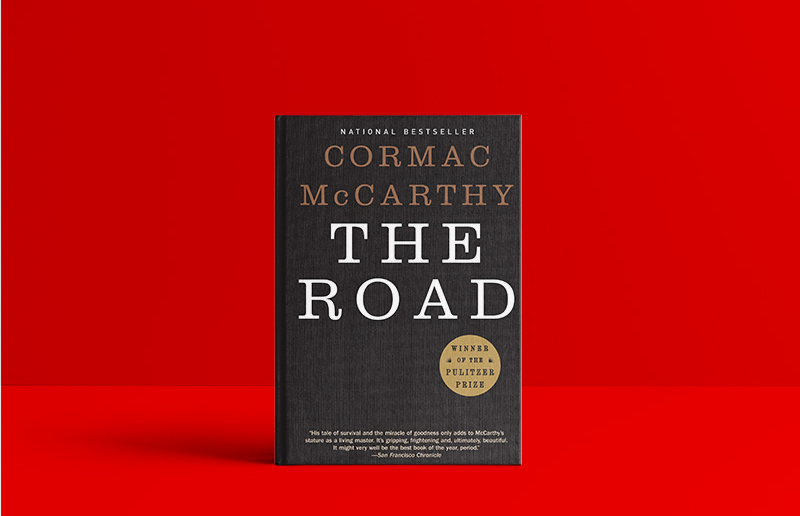 NATIONAL BESTSELLER
CORMAC
McCARTHY
THE
ROAD
WINNER
OF THE
PULITZER
PRIZE
"His tale of survival and the miracle of goodness only adds to McCarthy's
stature as a living master. It's gripping, frightening and, ultimately, beautiful.
It might very well be the best book of the year, period."
—San Francisco Chronicle